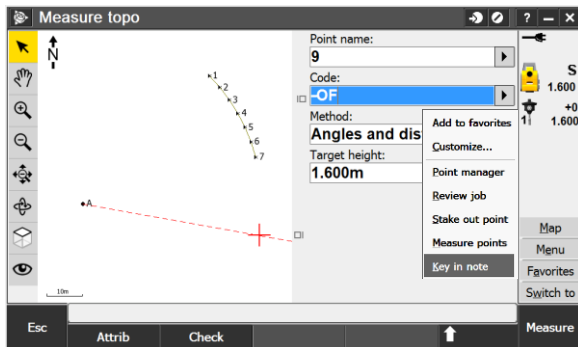 Measure topo
? – ×
N
1
2
3
4
5
6
7
A
10m
Point name:
9
Code:
-OF
Method:
Angles and dis
Target height:
1.600m
Add to favorites
Customize...
Point manager
Review job
Stake out point
Measure points
Key in note
S
1.600
+0
1
1.600
Map
Menu
Favorites
Switch to
Esc
Attrib
Check
Measure